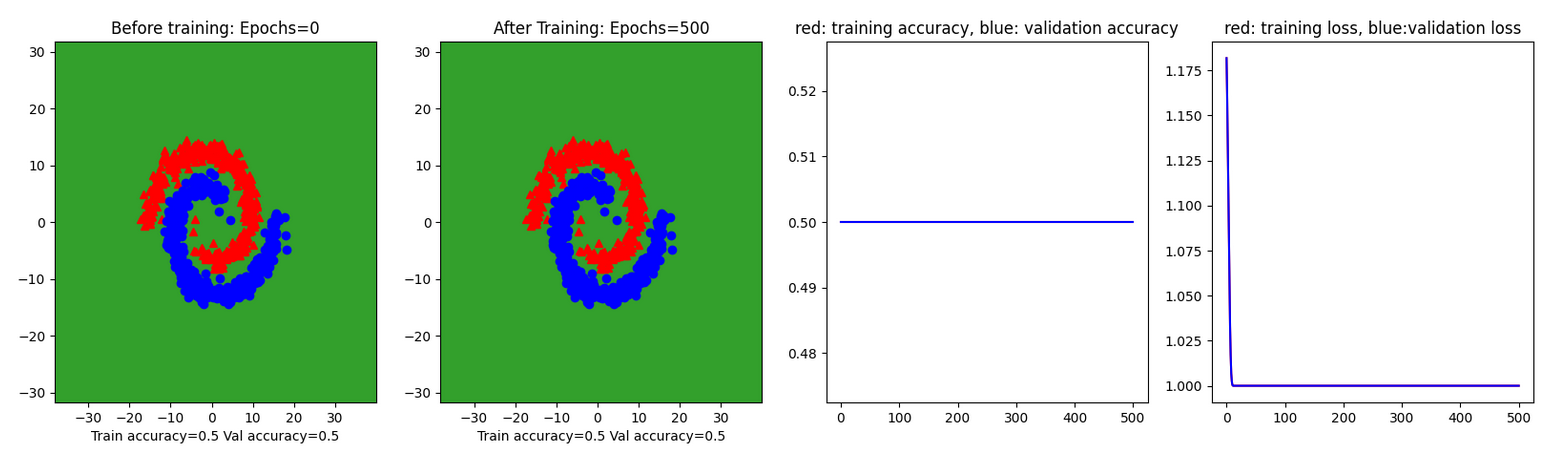 Before training: Epochs=0
30
20
10
0
−10
−20
−30
−30 −20 −10 0 10 20 30
Train accuracy=0.5 Val accuracy=0.5
After Training: Epochs=500
30
20
10
0
−10
−20
−30
−30 −20 −10 0 10 20 30
Train accuracy=0.5 Val accuracy=0.5
red: training accuracy, blue: validation accuracy
0.52
0.51
0.50
0.49
0.48
0 100 200 300 400 500
red: training loss, blue:validation loss
1.175
1.150
1.125
1.100
1.075
1.050
1.025
1.000
0 100 200 300 400 500